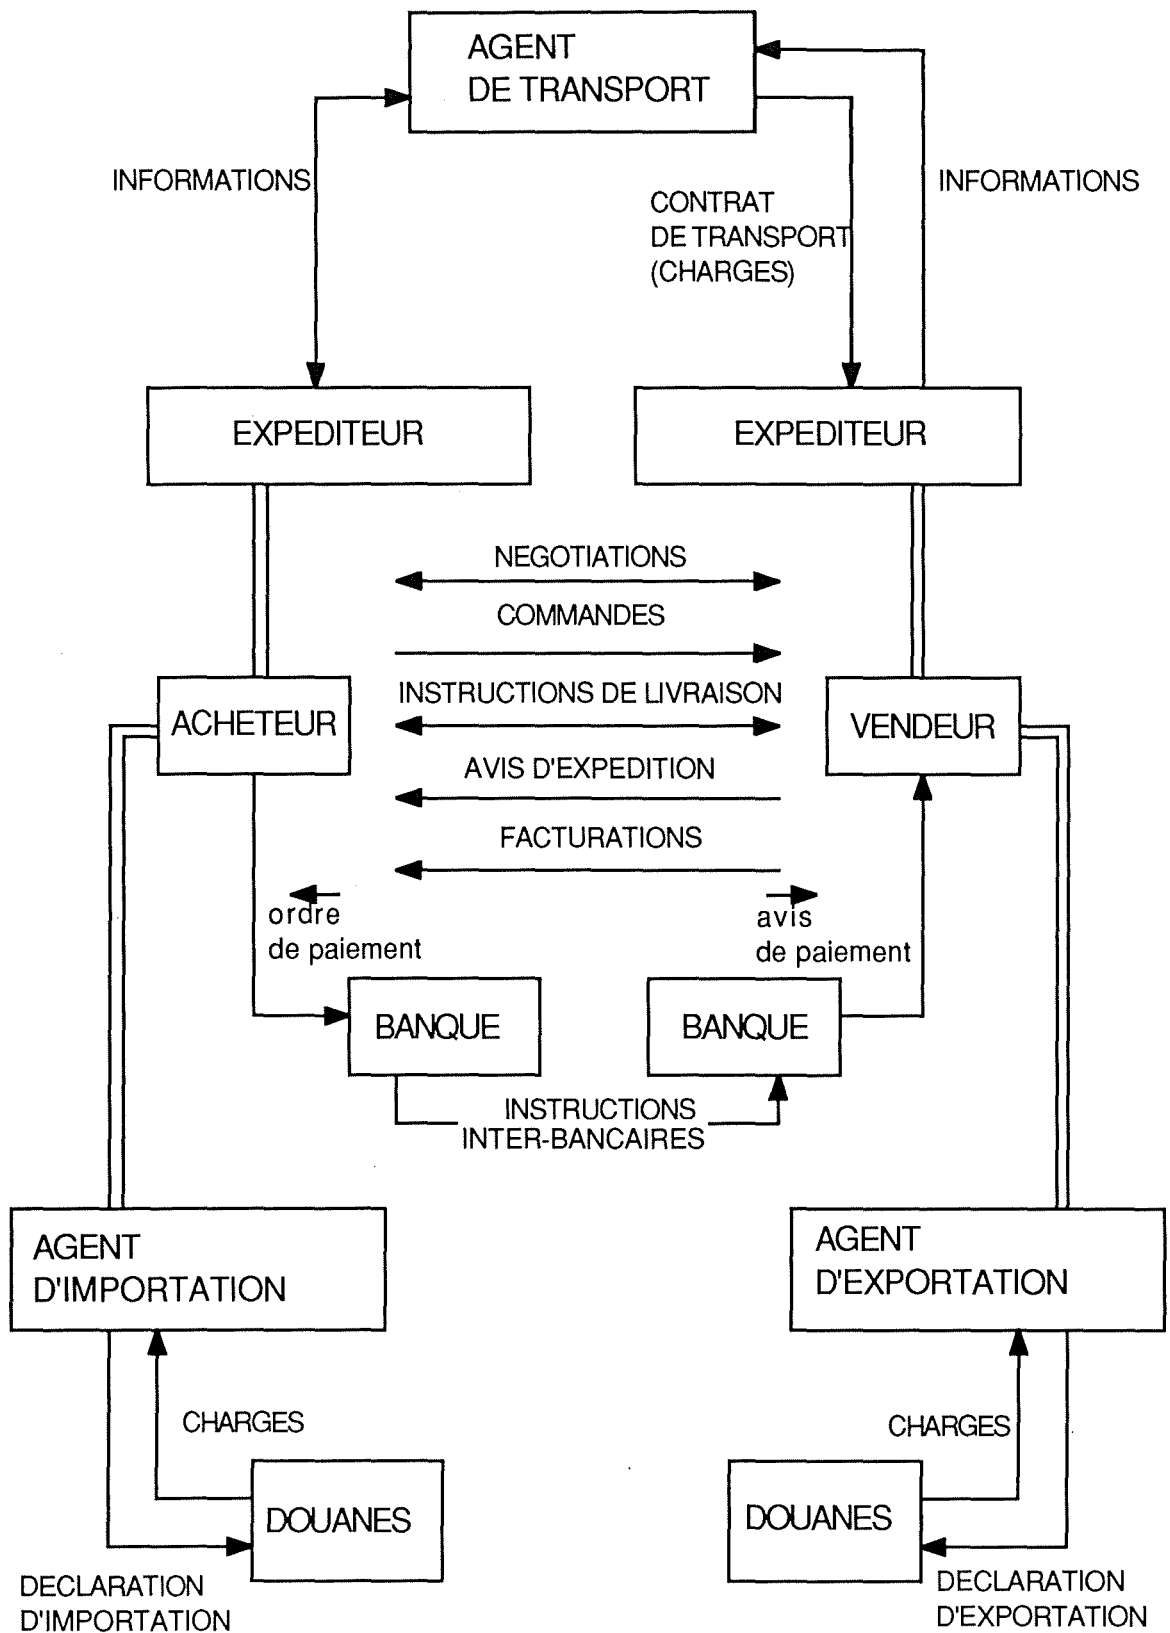 AGENT
DE TRANSPORT
INFORMATIONS
INFORMATIONS
CONTRAT
DE TRANSPORT
(CHARGES)
EXPEDITEUR
EXPEDITEUR
NEGOTIATIONS
COMMANDES
INSTRUCTIONS DE LIVRAISON
ACHETEUR
VENDEUR
AVIS D'EXPEDITION
FACTURATIONS
ordre
de paiement
avis
de paiement
BANQUE
BANQUE
INSTRUCTIONS
INTER-BANCAIRES
AGENT
D'IMPORTATION
AGENT
D'EXPORTATION
CHARGES
CHARGES
DOUANES
DOUANES
DECLARATION
D'IMPORTATION
DECLARATION
D'EXPORTATION